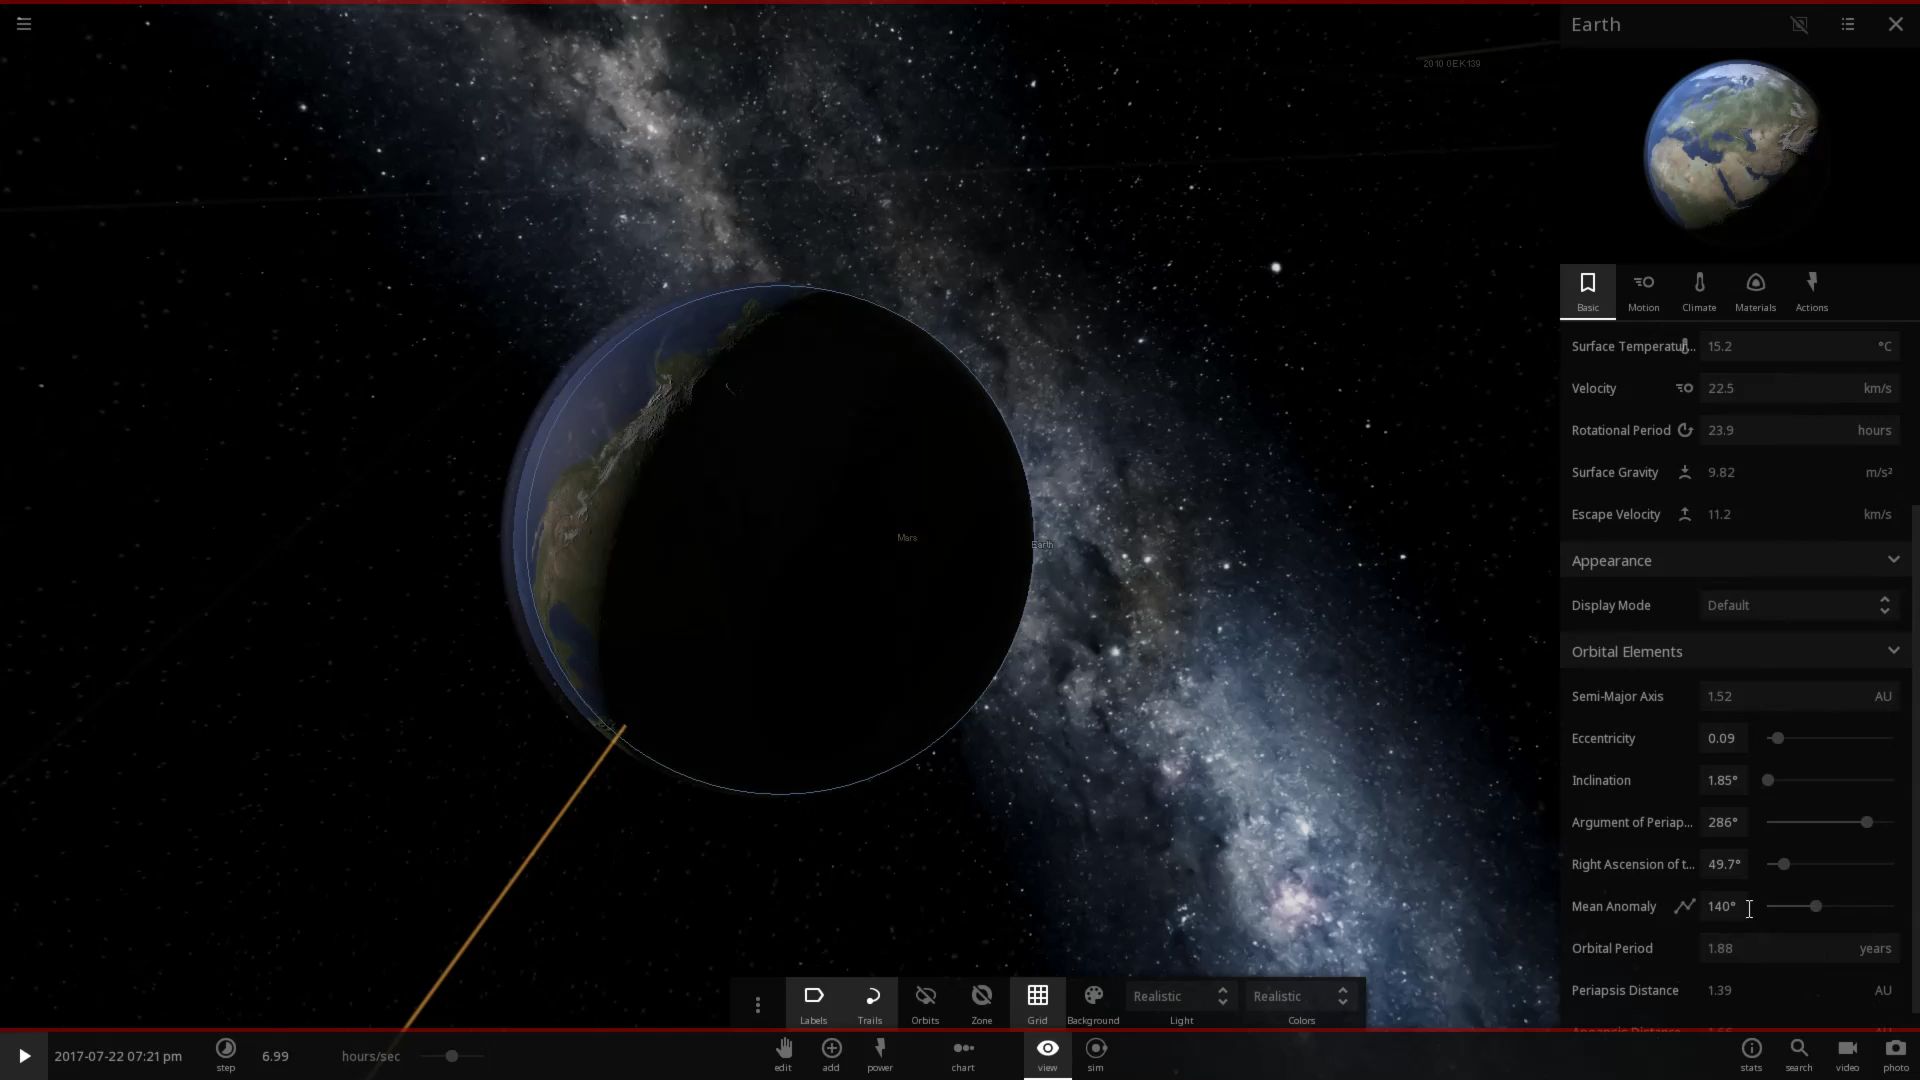 Earth
2010 0EK139
Basic
Motion
Climate
Materials
Actions
Surface Temperatur... 15.2 °C
Velocity 22.5 km/s
Rotational Period 23.9 hours
Surface Gravity 9.82 m/s²
Escape Velocity 11.2 km/s
Mars
Earth
Appearance
Display Mode Default
Orbital Elements
Semi-Major Axis 1.52 AU
Eccentricity 0.09
Inclination 1.85°
Argument of Periap... 286°
Right Ascension of t... 49.7°
Mean Anomaly 140°
Orbital Period 1.88 years
Periapsis Distance 1.39 AU
Labels
Trails
Orbits
Zone
Grid
Background
Realistic
Light
Realistic
Colors
2017-07-22 07:21 pm
step
6.99 hours/sec
edit
add
power
chart
view
sim
stats
search
video
photo